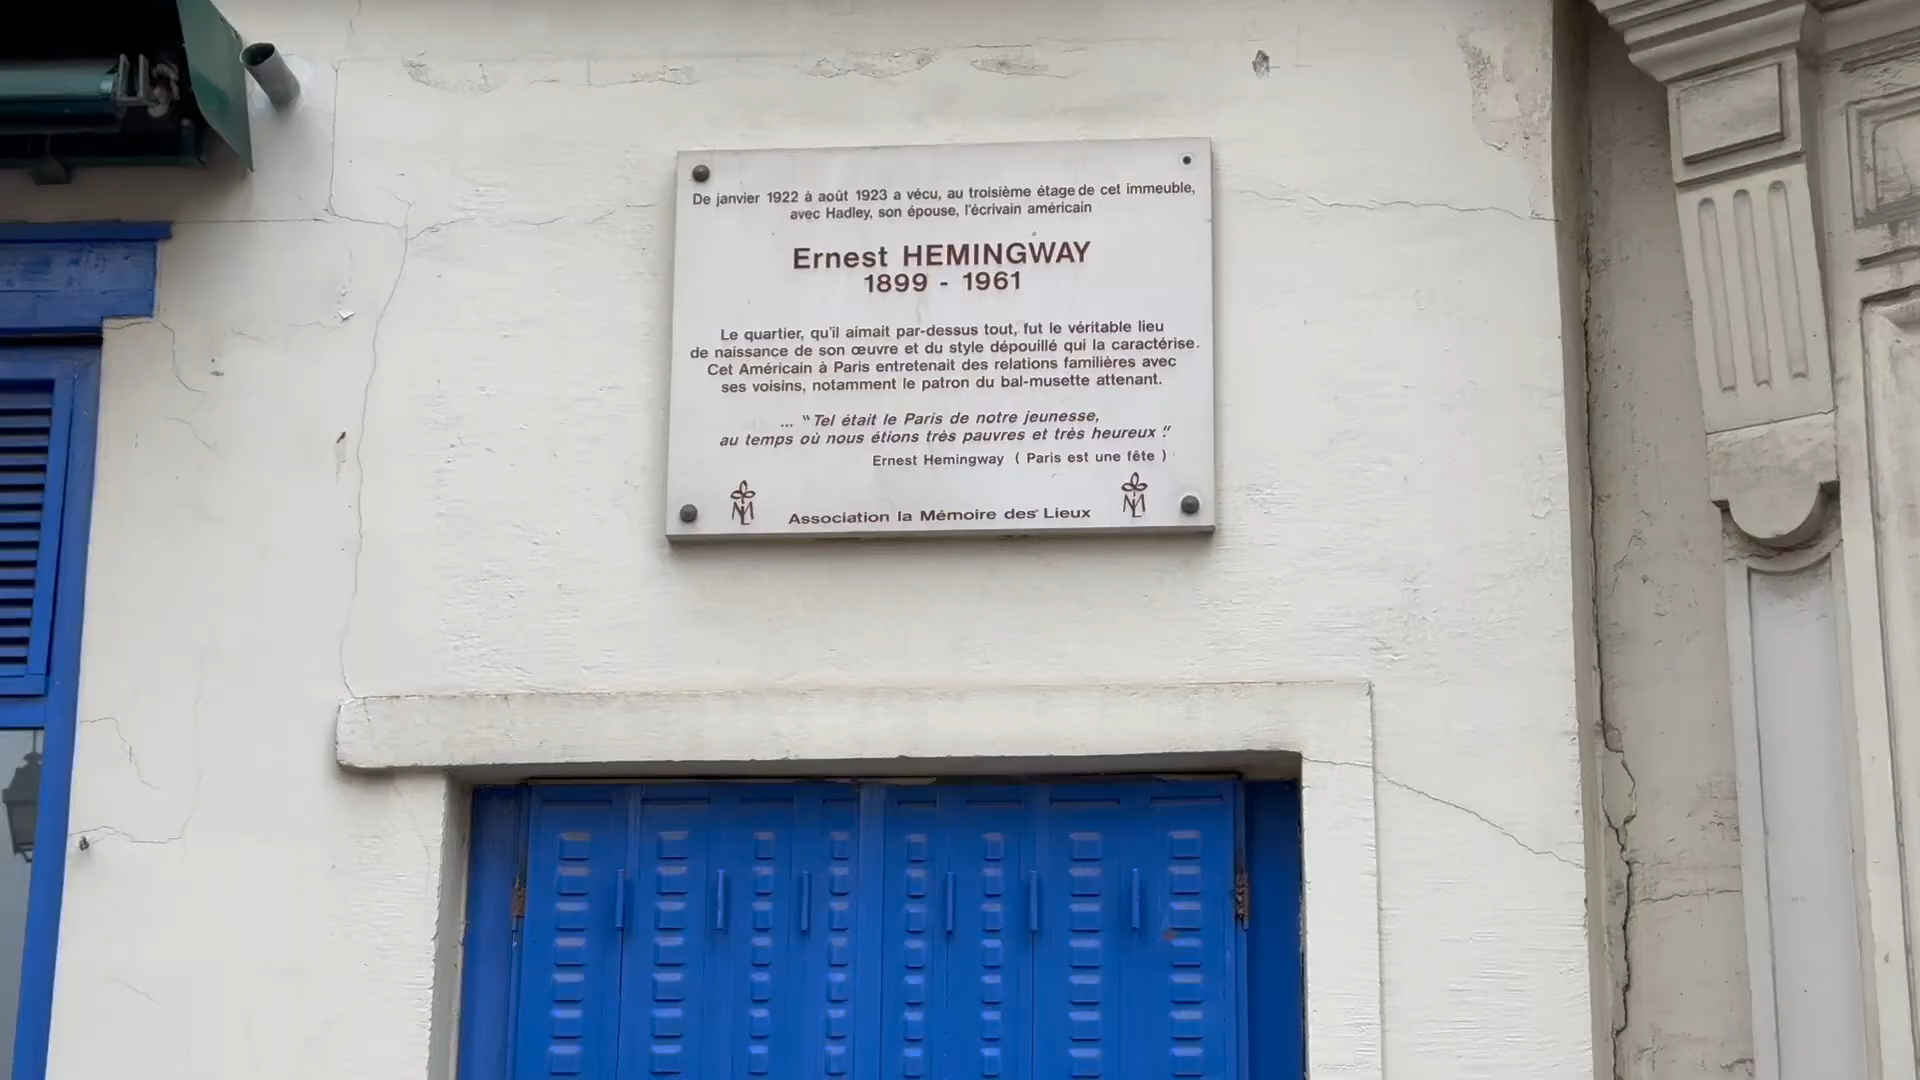 De janvier 1922 à août 1923 a vécu, au troisième étage de cet immeuble,
avec Hadley, son épouse, l'écrivain américain
Ernest HEMINGWAY
1899 - 1961
Le quartier, qu'il aimait par-dessus tout, fut le véritable lieu
de naissance de son œuvre et du style dépouillé qui la caractérise.
Cet Américain à Paris entretenait des relations familières avec
ses voisins, notamment le patron du bal-musette attenant.
... "Tel était le Paris de notre jeunesse,
au temps où nous étions très pauvres et très heureux."
Ernest Hemingway ( Paris est une fête )
Association la Mémoire des Lieux